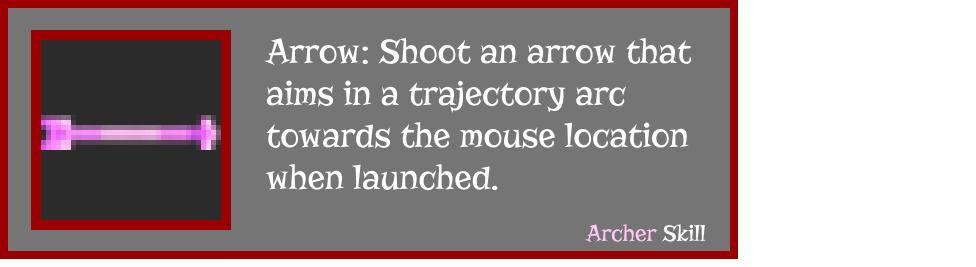 Arrow: Shoot an arrow that
aims in a trajectory arc
towards the mouse location
when launched.
Archer Skill